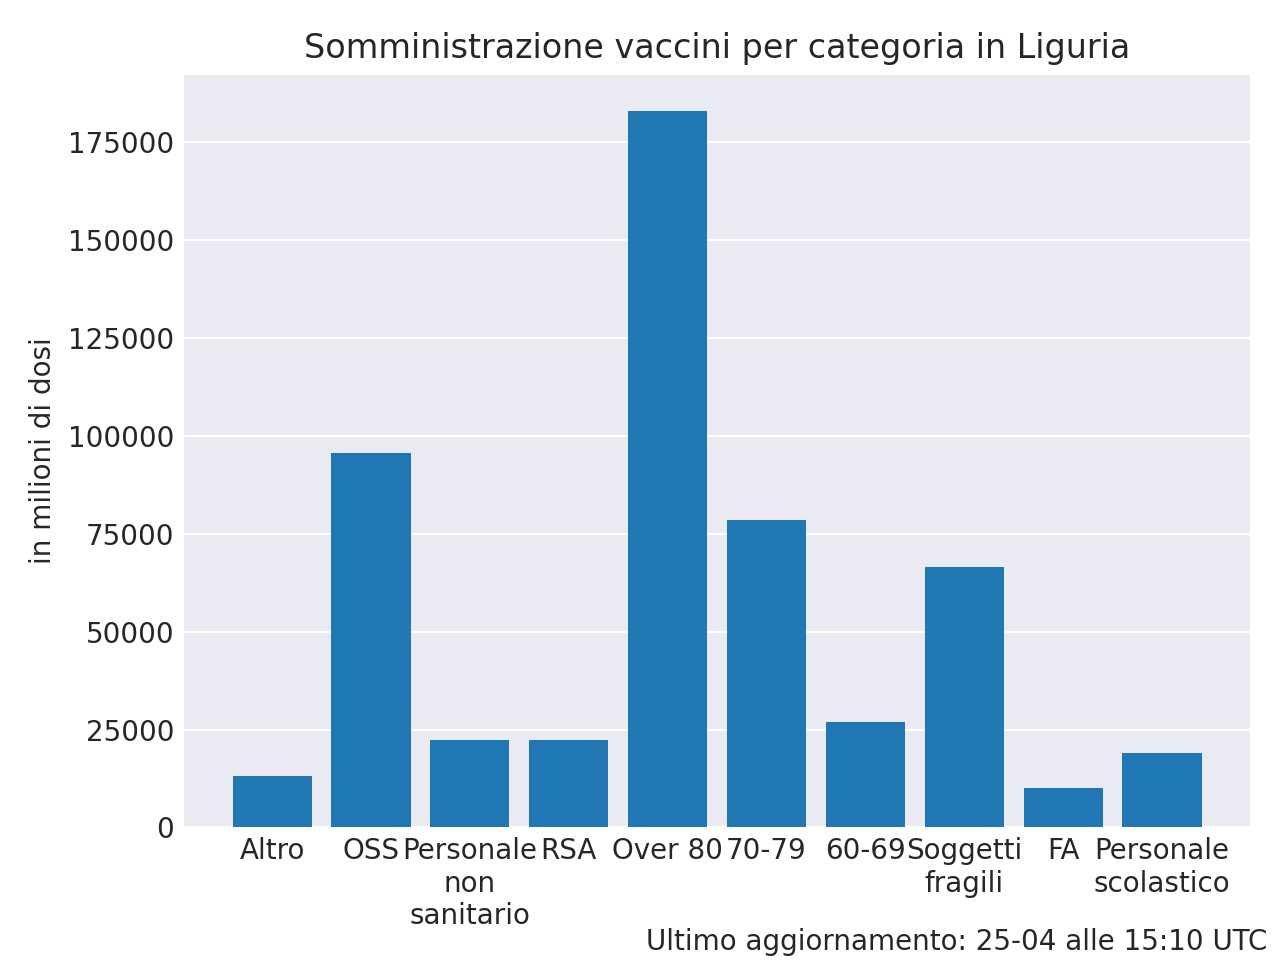 Somministrazione vaccini per categoria in Liguria
in milioni di dosi
175000
150000
125000
100000
75000
50000
25000
0
Altro
OSS
Personale
non
sanitario
RSA
Over 80
70-79
60-69
Soggetti
fragili
FA
Personale
scolastico
Ultimo aggiornamento: 25-04 alle 15:10 UTC